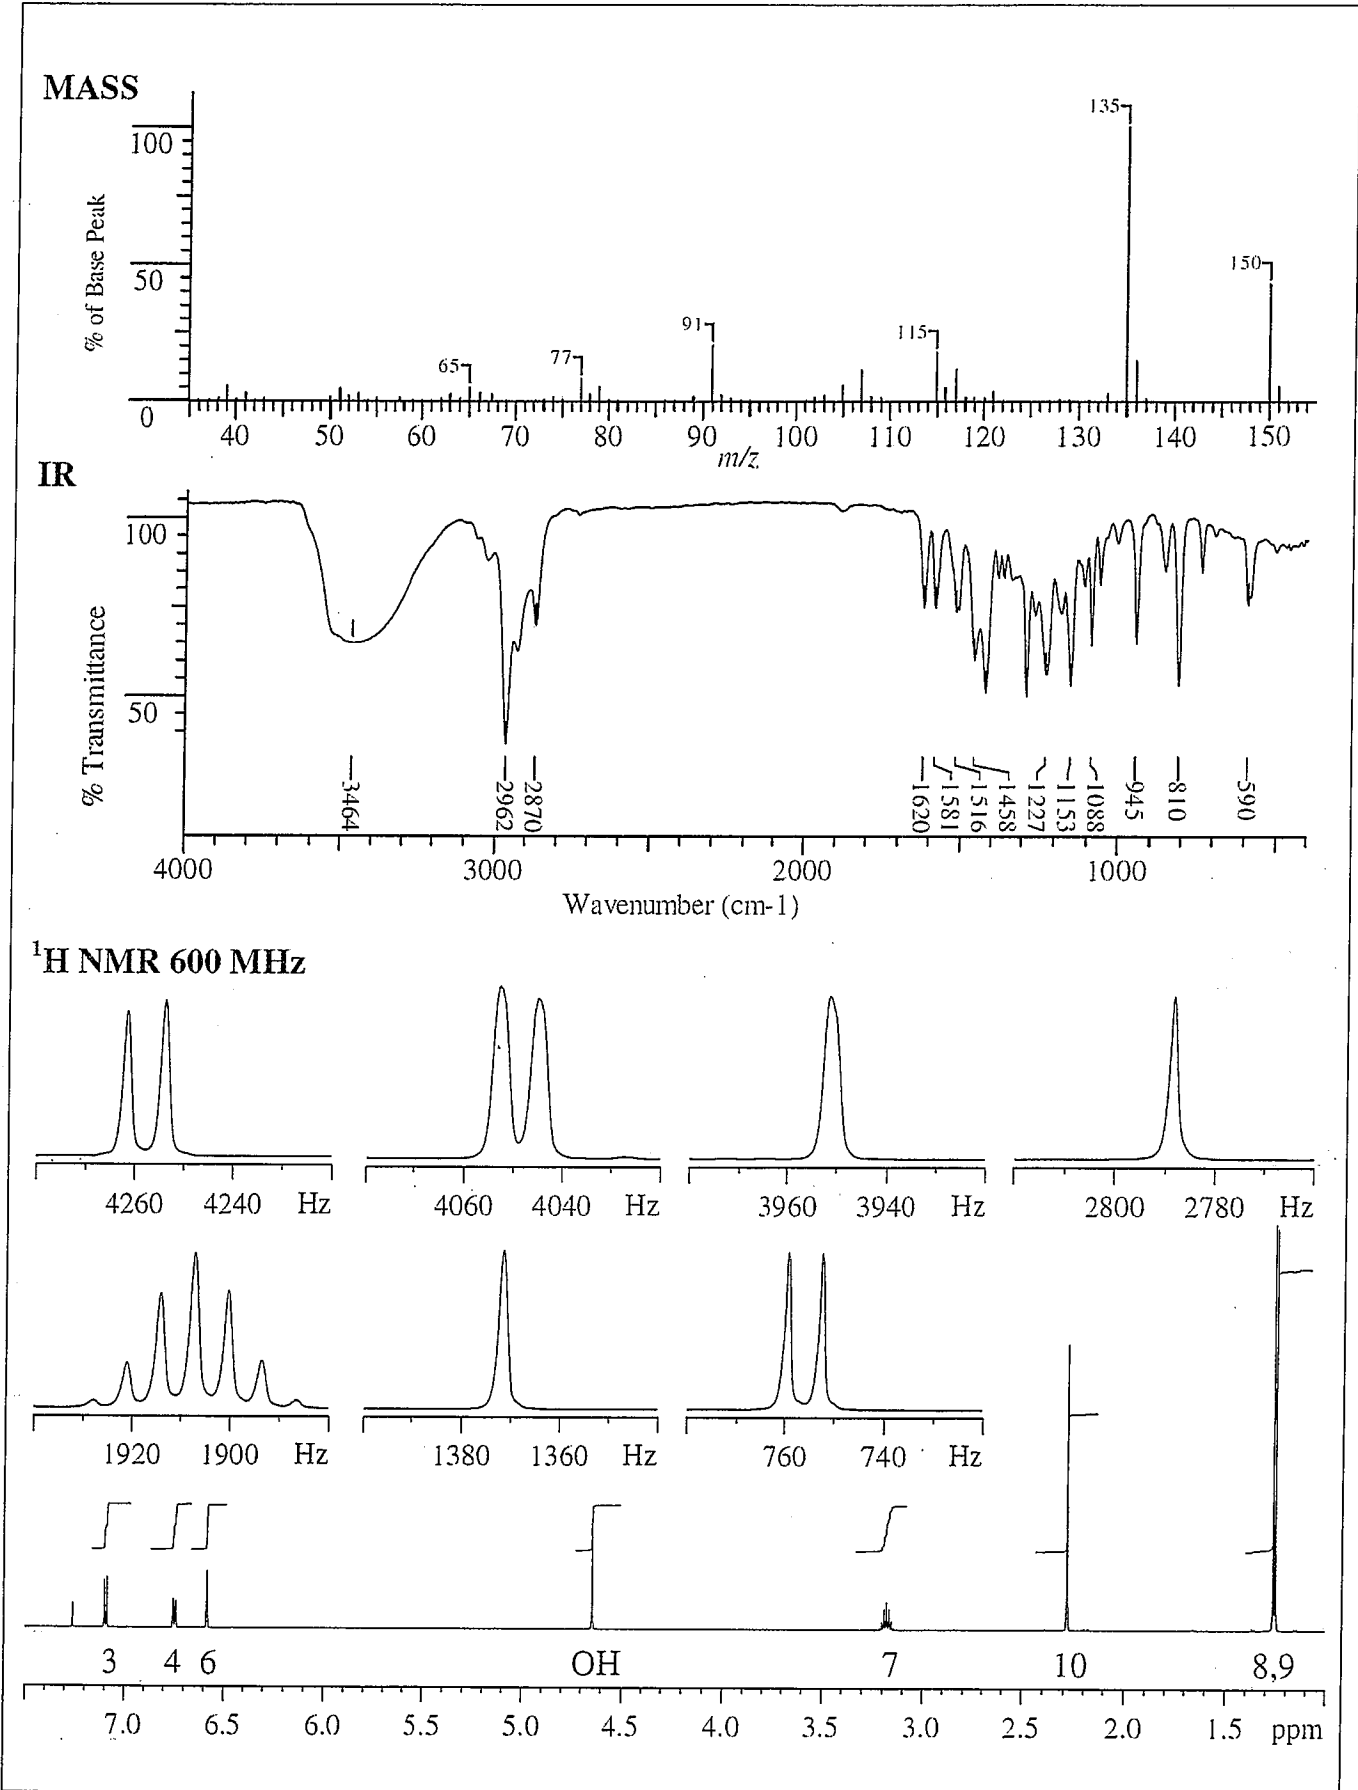 MASS
135
100
150
% of Base Peak
50
91
115
77
65
0
40 50 60 70 80 90 100 110 120 130 140 150
m/z
IR
100
% Transmittance
50
3464 2962 2870 1620 1581 1516 1458 1227 1153 1088 945 810 590
4000 3000 2000 1000
Wavenumber (cm-1)
¹H NMR 600 MHz
4260 4240 Hz 4060 4040 Hz 3960 3940 Hz 2800 2780 Hz
1920 1900 Hz 1380 1360 Hz 760 740 Hz
3 4 6 OH 7 10 8,9
7.0 6.5 6.0 5.5 5.0 4.5 4.0 3.5 3.0 2.5 2.0 1.5 ppm